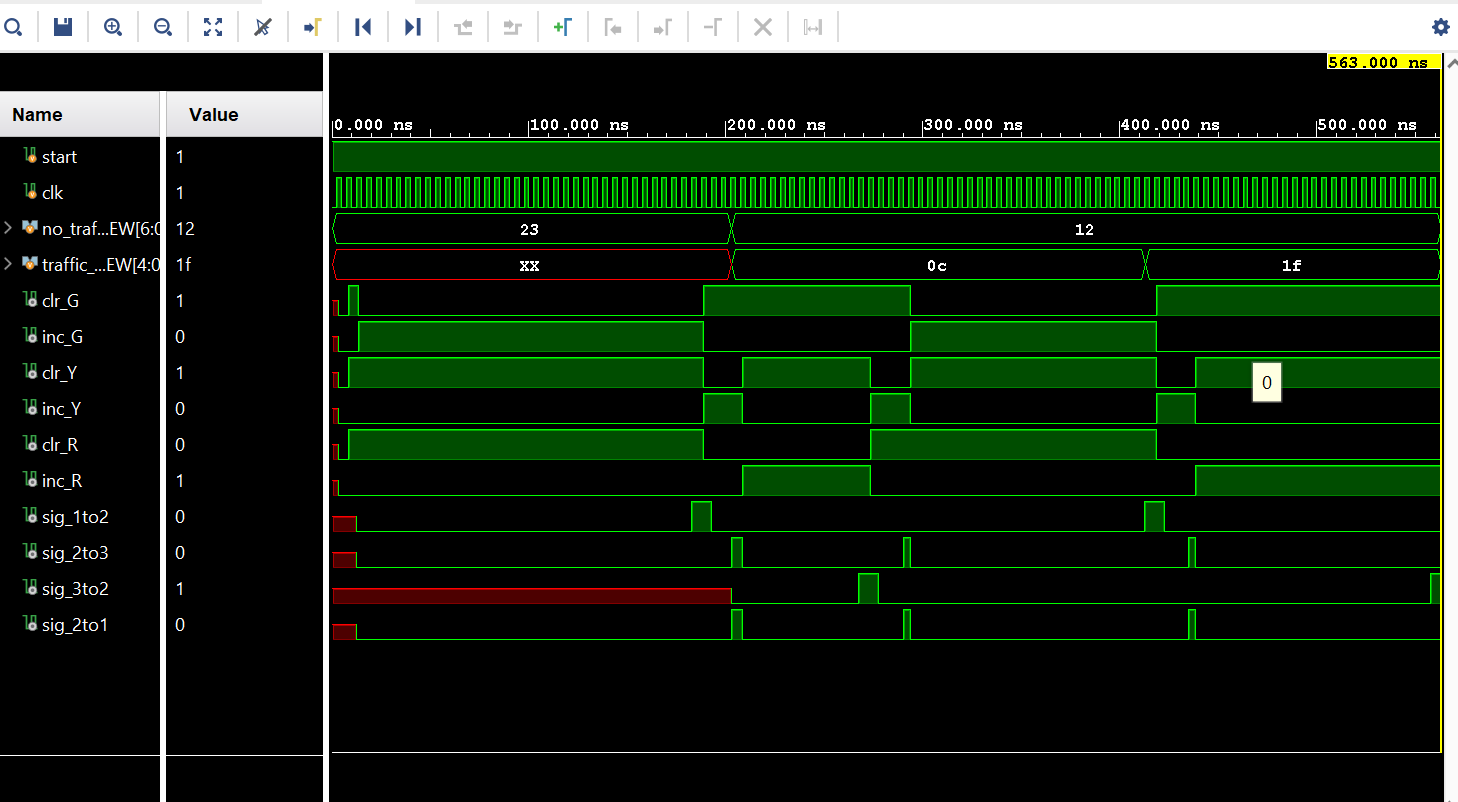 563.000 ns
Name Value
0.000 ns 100.000 ns 200.000 ns 300.000 ns 400.000 ns 500.000 ns
start 1
clk 1
no_traf...EW[6:0 12 23 12
traffic_...EW[4:0 1f XX 0c 1f
clr_G 1
inc_G 0
clr_Y 1
0
inc_Y 0
clr_R 0
inc_R 1
sig_1to2 0
sig_2to3 0
sig_3to2 1
sig_2to1 0